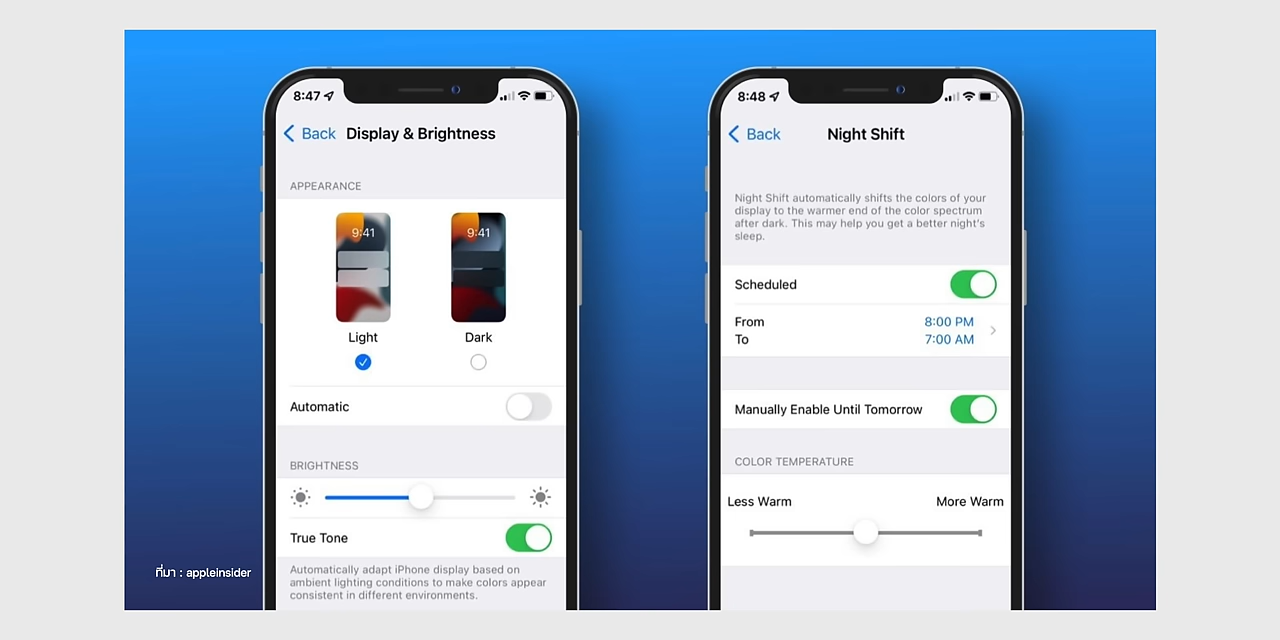 8:47
Back Display & Brightness
APPEARANCE
9:41 9:41
Light Dark
Automatic
BRIGHTNESS
True Tone
Automatically adapt iPhone display based on
ambient lighting conditions to make colors appear
consistent in different environments.
ที่มา : appleinsider
8:48
Back Night Shift
Night Shift automatically shifts the colors of your
display to the warmer end of the color spectrum
after dark. This may help you get a better night's
sleep.
Scheduled
From 8:00 PM
To 7:00 AM
Manually Enable Until Tomorrow
COLOR TEMPERATURE
Less Warm More Warm